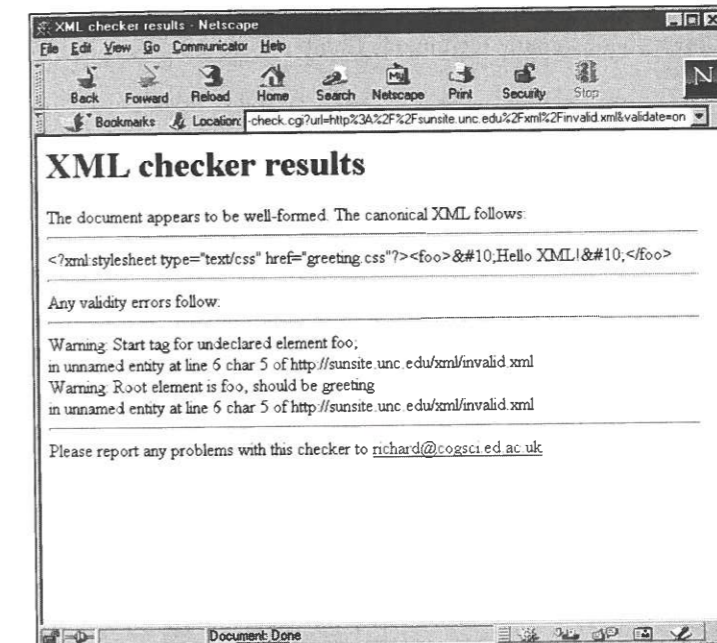 XML checker results - Netscape
File Edit View Go Communicator Help
Back Forward Reload Home Search Netscape Print Security Stop
My
N
Bookmarks Location: -check.cgi?url=http%3A%2F%2Fsunsite.unc.edu%2Fxml%2Finvalid.xml&validate=on
XML checker results
The document appears to be well-formed. The canonical XML follows:
<?xml:stylesheet type="text/css" href="greeting.css"?><foo>&#10;Hello XML!&#10;</foo>
Any validity errors follow:
Warning: Start tag for undeclared element foo;
in unnamed entity at line 6 char 5 of http://sunsite.unc.edu/xml/invalid.xml
Warning: Root element is foo, should be greeting
in unnamed entity at line 6 char 5 of http://sunsite.unc.edu/xml/invalid.xml
Please report any problems with this checker to richard@cogsci.ed.ac.uk
Document: Done